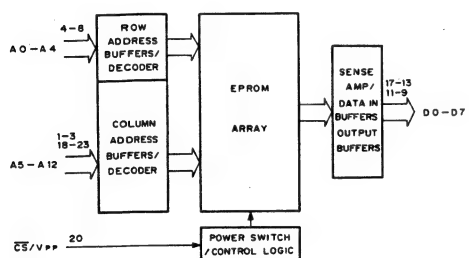 4-8
A0-A4
ROW
ADDRESS
BUFFERS/
DECODER
1-3
18-23
A5-A12
COLUMN
ADDRESS
BUFFERS/
DECODER
EPROM
ARRAY
SENSE
AMP/
DATA IN
BUFFERS
OUTPUT
BUFFERS
17-13
11-9
D0-D7
CS/VPP
20
POWER SWITCH
/CONTROL LOGIC